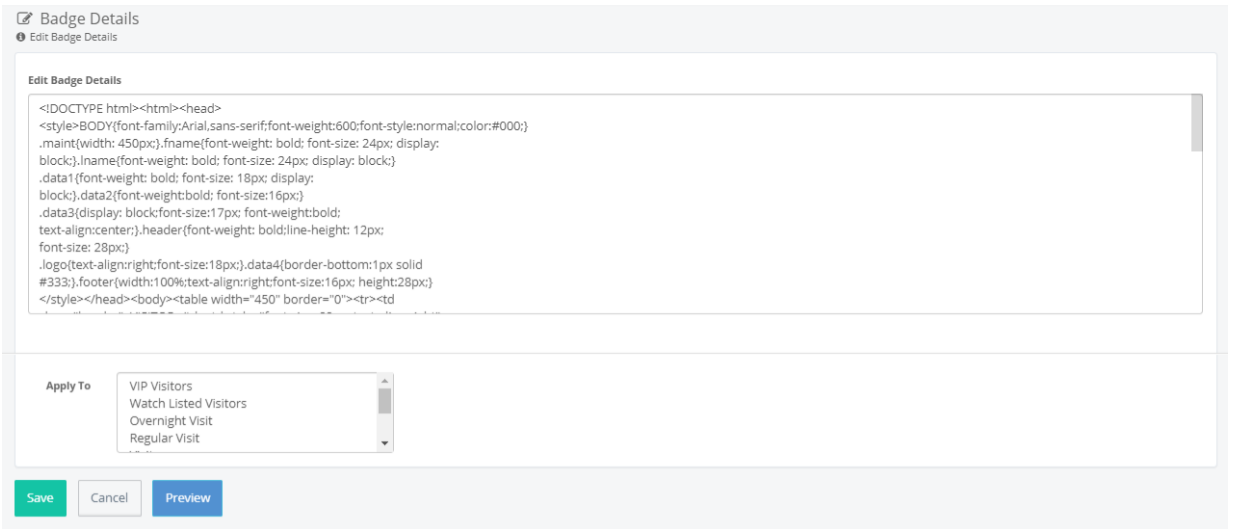 Badge Details
Edit Badge Details
Edit Badge Details
<!DOCTYPE html><html><head>
<style>BODY{font-family:Arial,sans-serif;font-weight:600;font-style:normal;color:#000;}
.maint{width: 450px;}.fname{font-weight: bold; font-size: 24px; display:
block;}.lname{font-weight: bold; font-size: 24px; display: block;}
.data1{font-weight: bold; font-size: 18px; display:
block;}.data2{font-weight:bold; font-size:16px;}
.data3{display: block;font-size:17px; font-weight:bold;
text-align:center;}.header{font-weight: bold;line-height: 12px;
font-size: 28px;}
.logo{text-align:right;font-size:18px;}.data4{border-bottom:1px solid
#333;}.footer{width:100%;text-align:right;font-size:16px; height:28px;}
</style></head><body><table width="450" border="0"><tr><td
Apply To
VIP Visitors
Watch Listed Visitors
Overnight Visit
Regular Visit
Save
Cancel
Preview